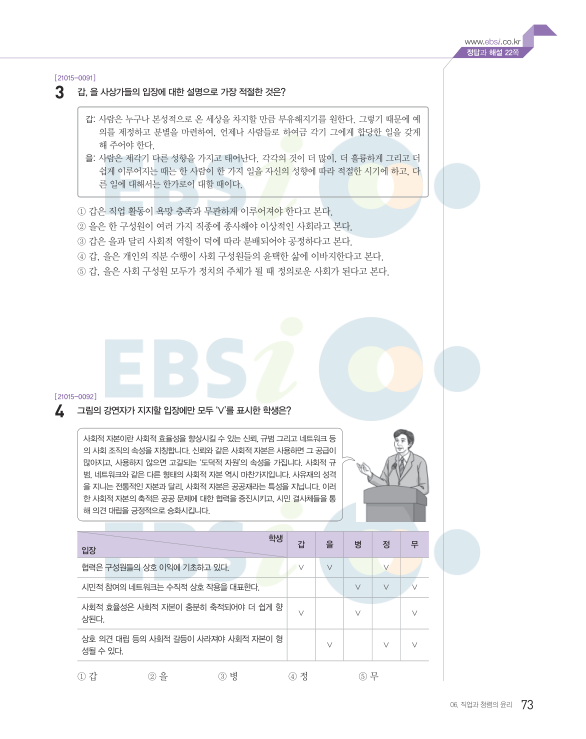 www.ebsi.co.kr
정답과 해설 22쪽
[21015-0091]
3 갑, 을 사상가들의 입장에 대한 설명으로 가장 적절한 것은?
갑: 사람은 누구나 본성적으로 온 세상을 차지할 만큼 부유해지기를 원한다. 그렇기 때문에 예
의를 제정하고 분별을 마련하여, 언제나 사람들로 하여금 각기 그에게 합당한 일을 갖게
해 주어야 한다.
을: 사람은 제각기 다른 성향을 가지고 태어난다. 각각의 것이 더 많이, 더 훌륭하게 그리고 더
쉽게 이루어지는 때는 한 사람이 한 가지 일을 자신의 성향에 따라 적절한 시기에 하고, 다
른 일에 대해서는 한가로이 대할 때이다.
① 갑은 직업 활동이 욕망 충족과 무관하게 이루어져야 한다고 본다.
② 을은 한 구성원이 여러 가지 직종에 종사해야 이상적인 사회라고 본다.
③ 갑은 을과 달리 사회적 역할이 덕에 따라 분배되어야 공정하다고 본다.
④ 갑, 을은 개인의 직분 수행이 사회 구성원들의 윤택한 삶에 이바지한다고 본다.
⑤ 갑, 을은 사회 구성원 모두가 정치의 주체가 될 때 정의로운 사회가 된다고 본다.
EBSi
EBSi
EBSi
[21015-0092]
4 그림의 강연자가 지지할 입장에만 모두 ‘√’를 표시한 학생은?
사회적 자본이란 사회적 효율성을 향상시킬 수 있는 신뢰, 규범 그리고 네트워크 등
의 사회 조직의 속성을 지칭합니다. 신뢰와 같은 사회적 자본은 사용하면 그 공급이
많아지고, 사용하지 않으면 고갈되는 ‘도덕적 자원’의 속성을 가집니다. 사회적 규
범, 네트워크와 같은 다른 형태의 사회적 자본 역시 마찬가지입니다. 사유재의 성격
을 지니는 전통적인 자본과 달리, 사회적 자본은 공공재라는 특성을 지닙니다. 이러
한 사회적 자본의 축적은 공공 문제에 대한 협력을 증진시키고, 시민 결사체들을 통
해 의견 대립을 긍정적으로 승화시킵니다.
학생
입장
갑 을 병 정 무
협력은 구성원들의 상호 이익에 기초하고 있다. √ √ √
시민적 참여의 네트워크는 수직적 상호 작용을 대표한다. √ √ √
사회적 효율성은 사회적 자본이 충분히 축적되어야 더 쉽게 향
상된다. √ √ √
상호 의견 대립 등의 사회적 갈등이 사라져야 사회적 자본이 형
성될 수 있다. √ √ √
① 갑 ② 을 ③ 병 ④ 정 ⑤ 무
06. 직업과 청렴의 윤리 73